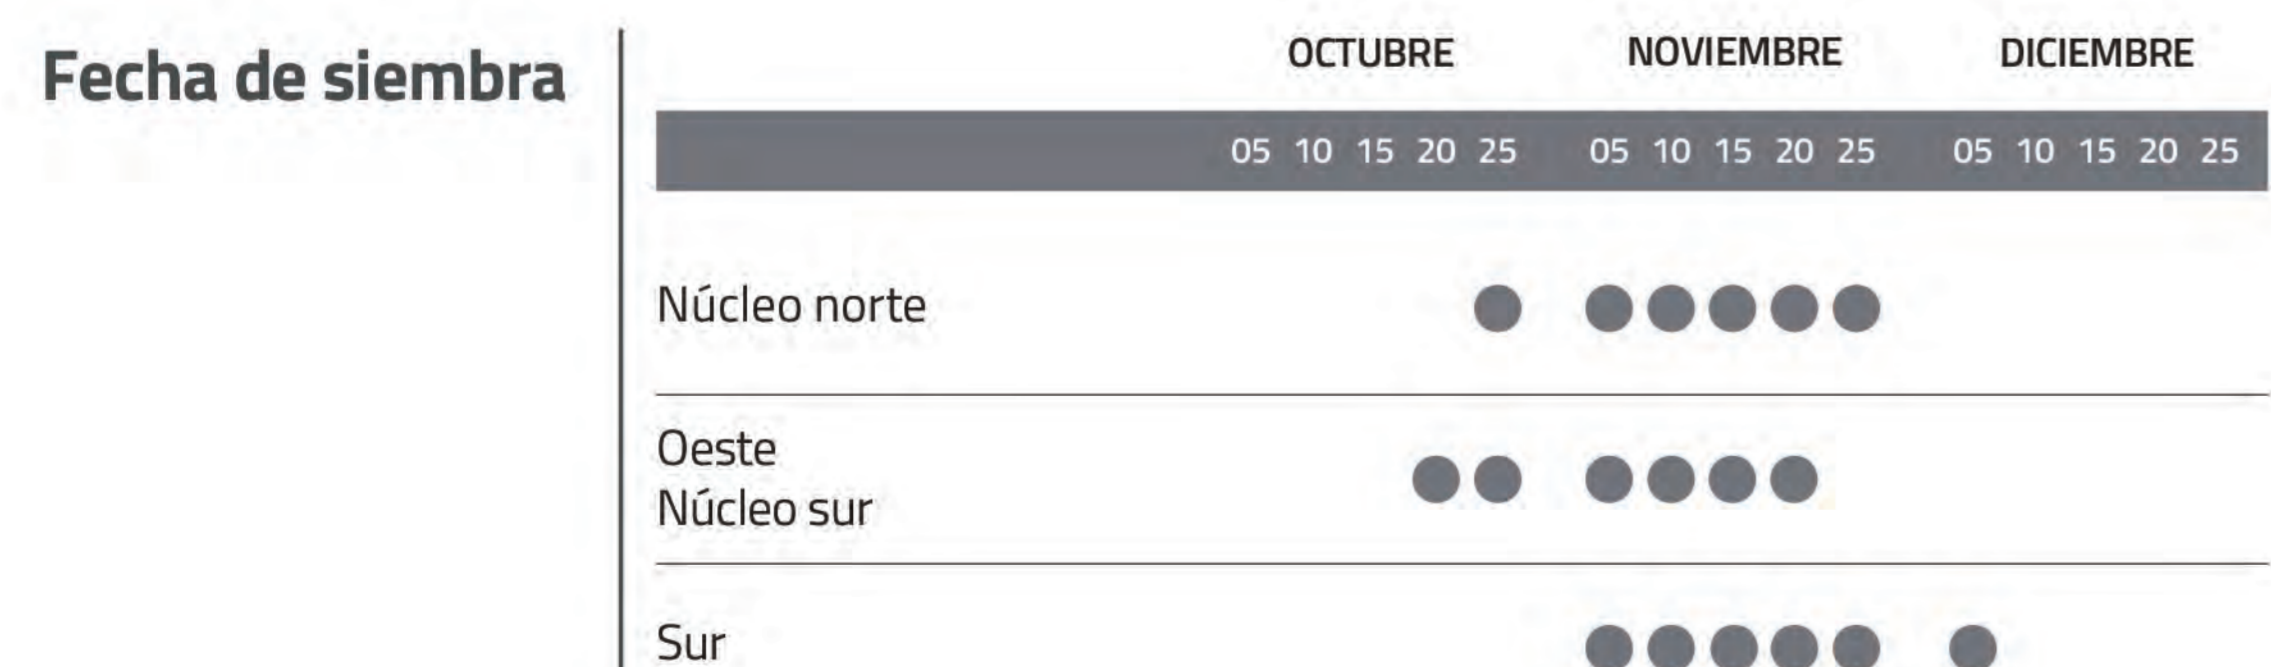 Fecha de siembra
OCTUBRE NOVIEMBRE DICIEMBRE
05 10 15 20 25 05 10 15 20 25 05 10 15 20 25
Núcleo norte
Oeste
Núcleo sur
Sur